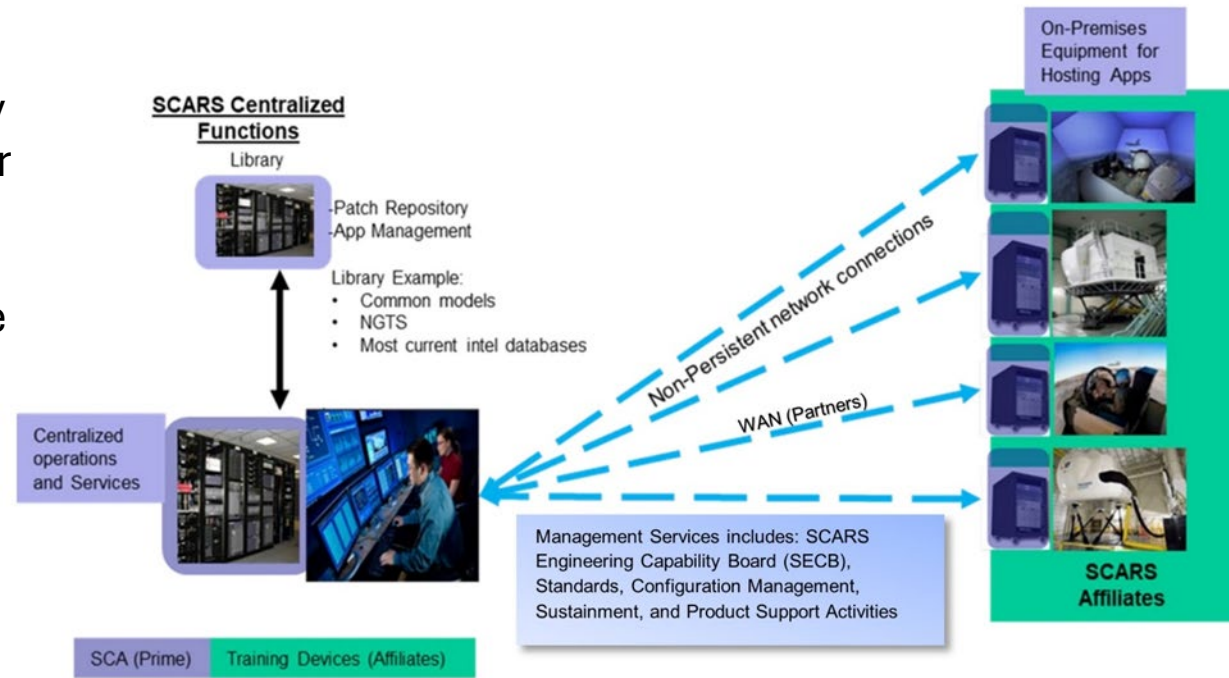 On-Premises
Equipment for
Hosting Apps
SCARS Centralized
Functions
Library
-Patch Repository
-App Management
Library Example:
• Common models
• NGTS
• Most current intel databases
Non-Persistent network connections
WAN (Partners)
Centralized
operations
and Services
Management Services includes: SCARS
Engineering Capability Board (SECB),
Standards, Configuration Management,
Sustainment, and Product Support Activities
SCARS
Affiliates
SCA (Prime)
Training Devices (Affiliates)